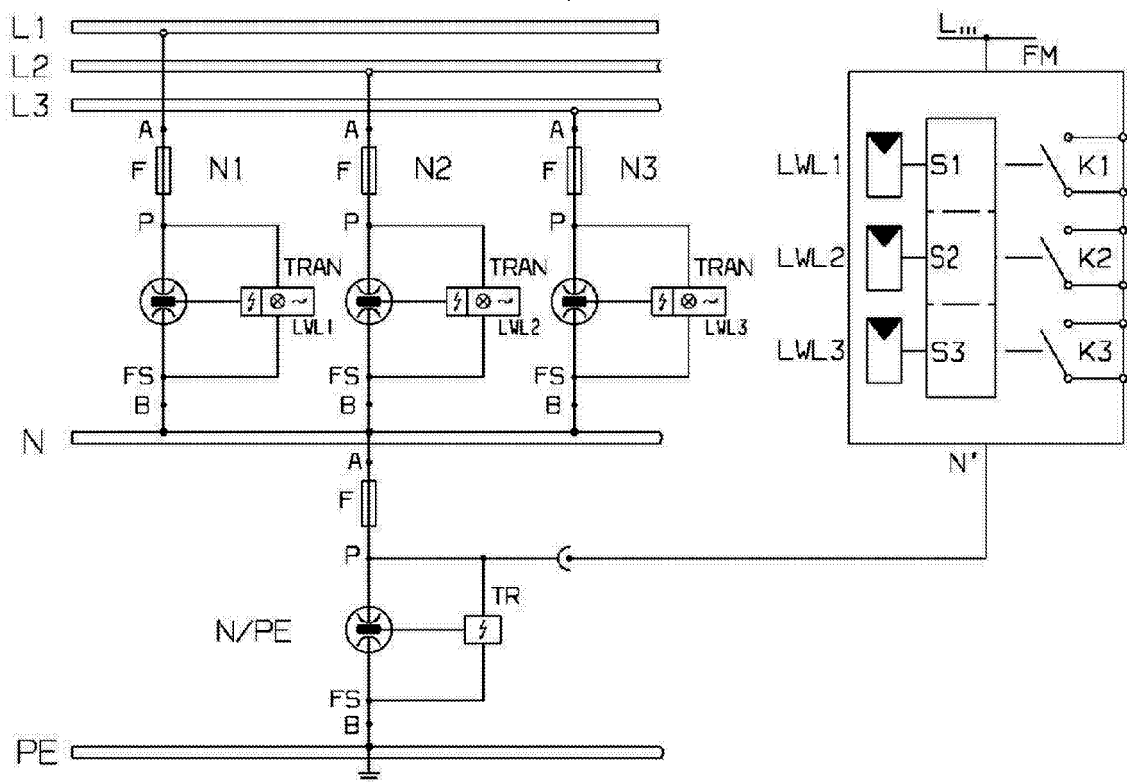 L1
L2
L3
A
A
A
F
N1
F
N2
F
N3
P
P
P
TRAN
TRAN
TRAN
LWL1
LWL2
LWL3
FS
FS
FS
B
B
B
N
A
F
P
TR
N/PE
FS
B
PE
FM
LWL1
S1
K1
LWL2
S2
K2
LWL3
S3
K3
N'